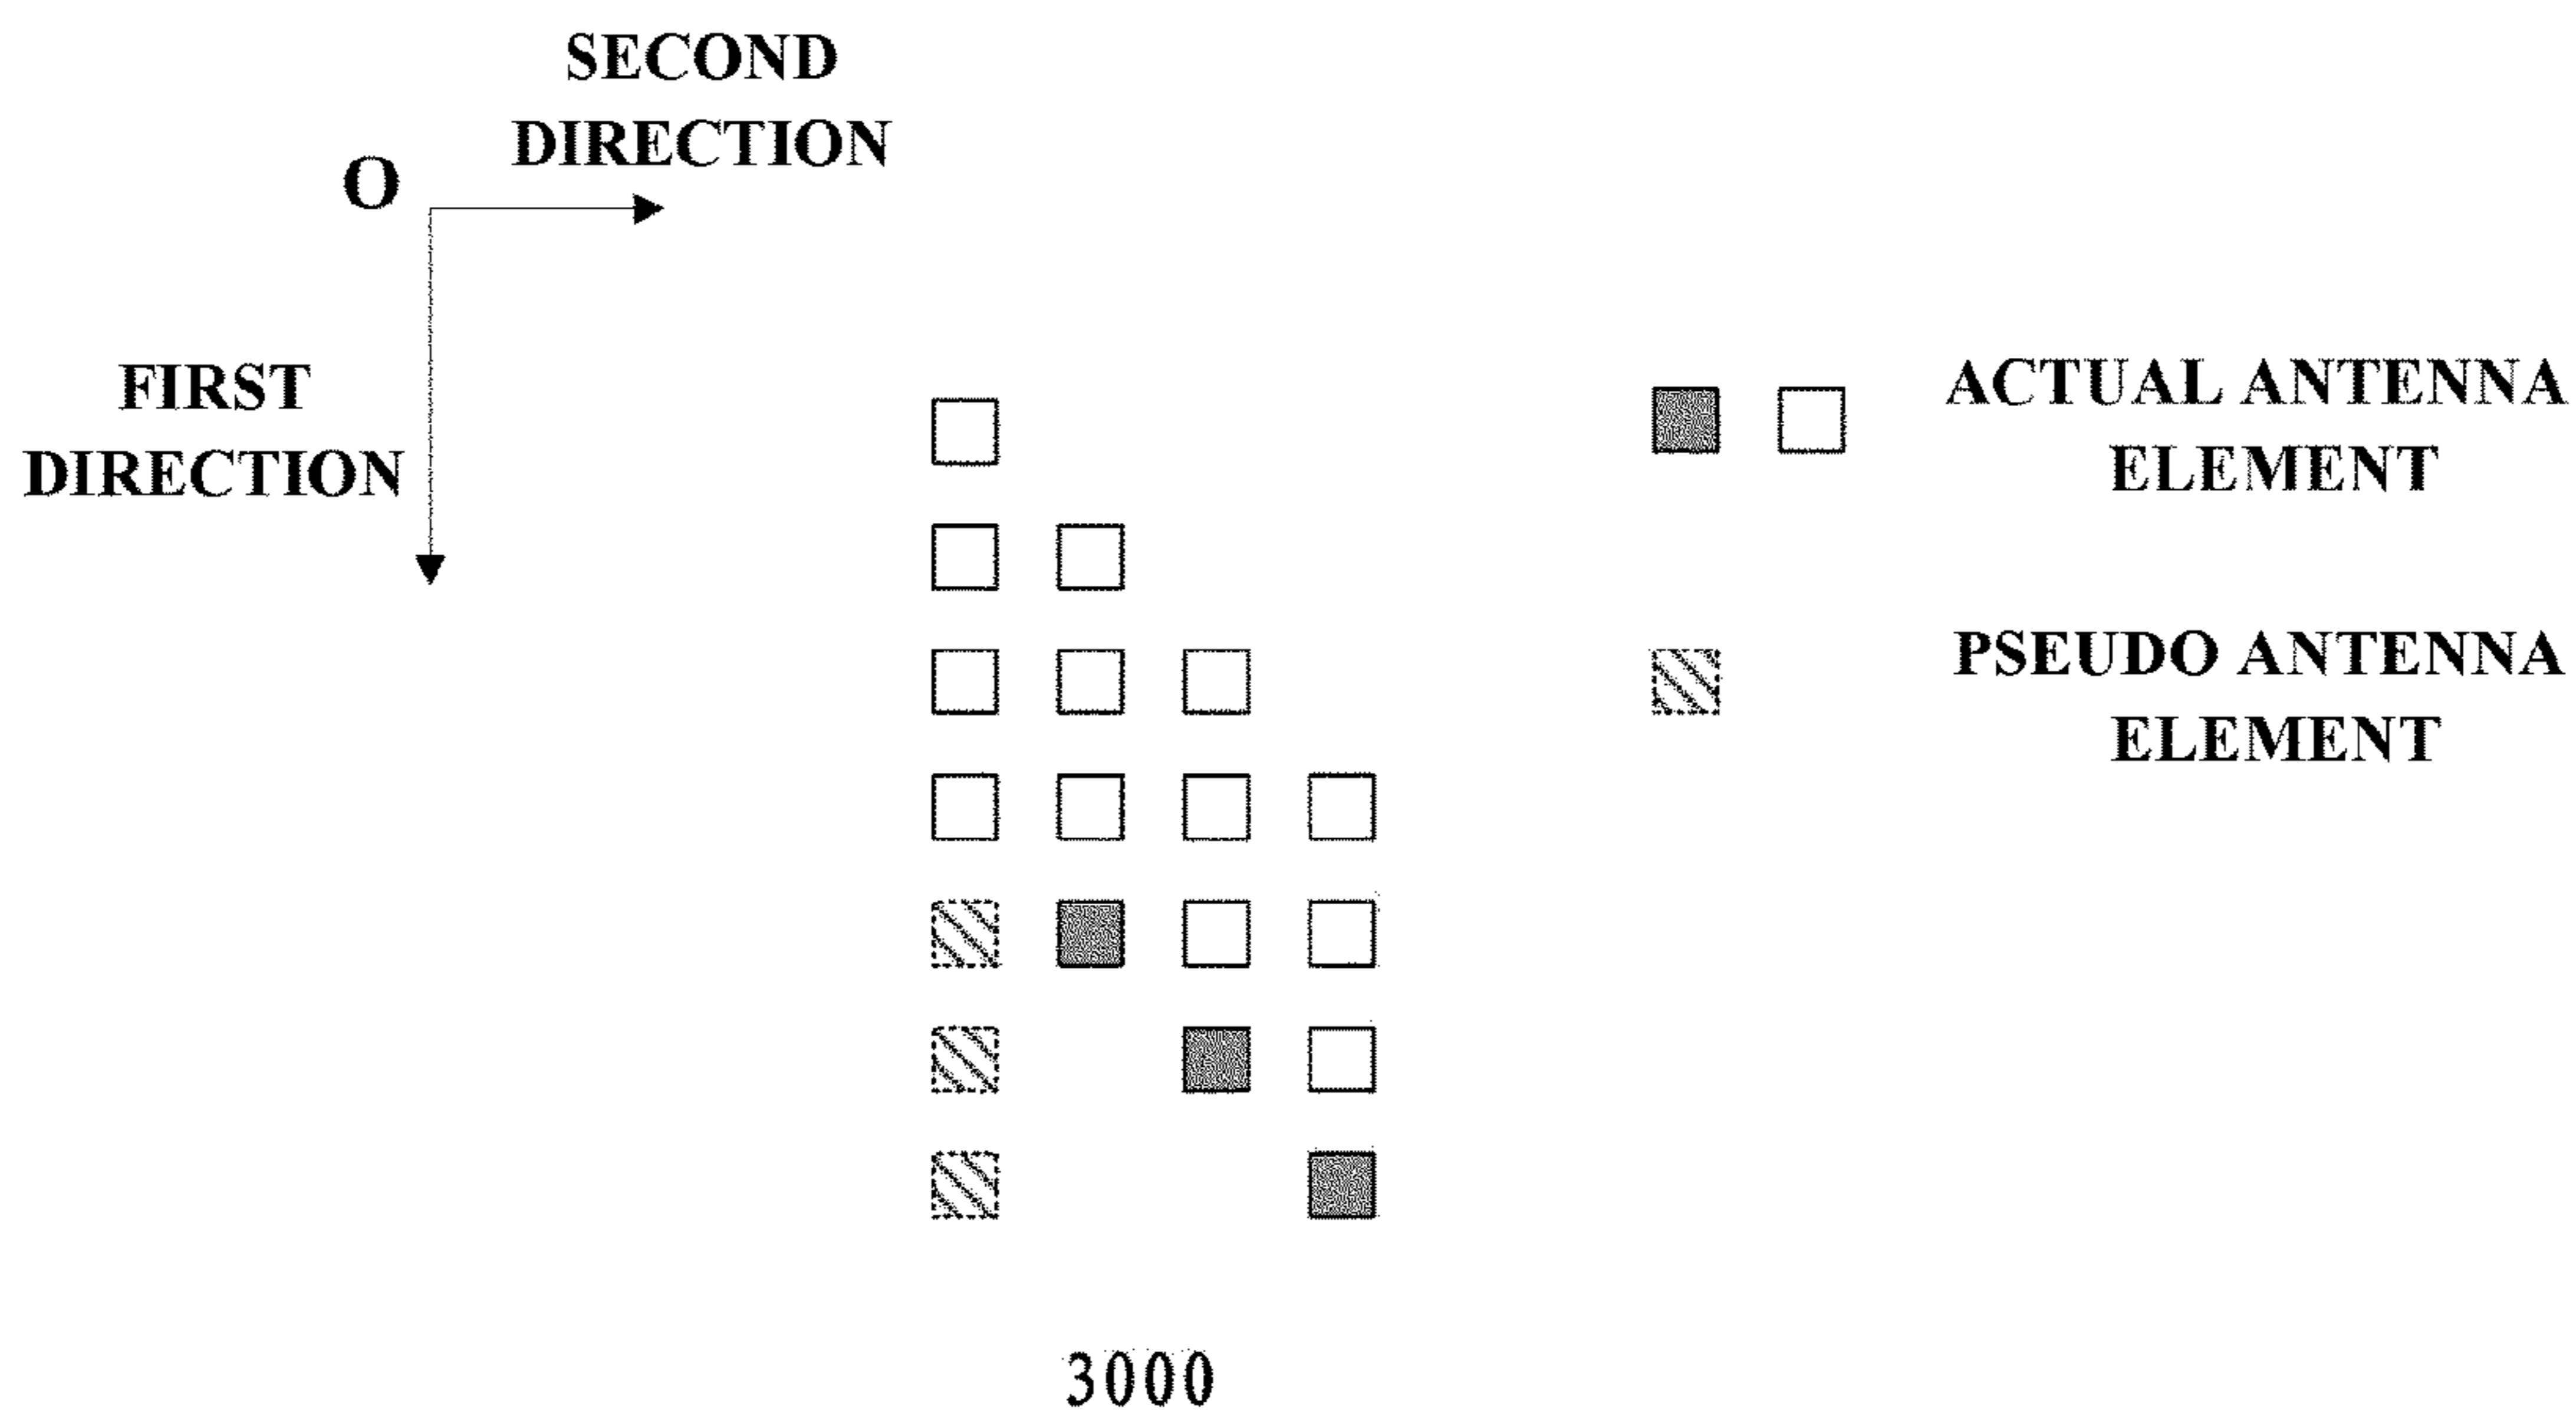 SECOND
DIRECTION
O
FIRST
DIRECTION
ACTUAL ANTENNA
ELEMENT
PSEUDO ANTENNA
ELEMENT
3000